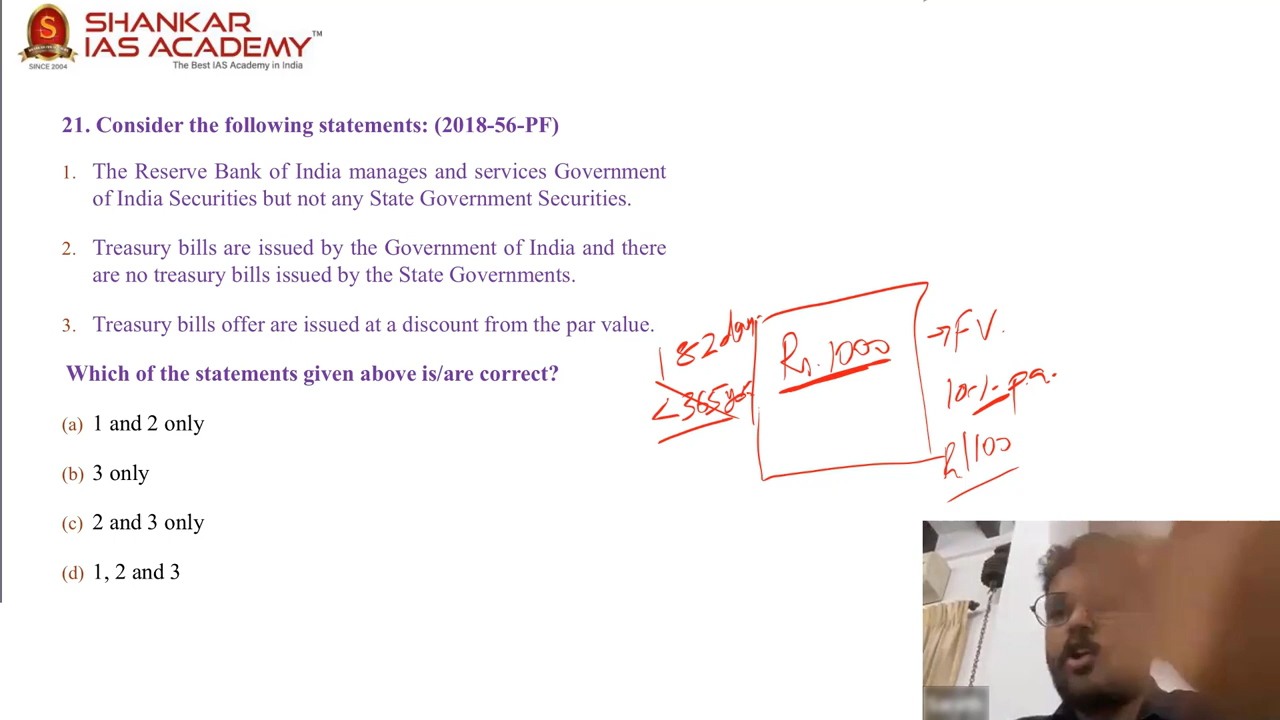 SHANKAR
IAS ACADEMY™
The Best IAS Academy in India
S
SINCE 2004
21. Consider the following statements: (2018-56-PF)
1. The Reserve Bank of India manages and services Government
of India Securities but not any State Government Securities.
2. Treasury bills are issued by the Government of India and there
are no treasury bills issued by the State Governments.
3. Treasury bills offer are issued at a discount from the par value.
Which of the statements given above is/are correct?
(a) 1 and 2 only
(b) 3 only
(c) 2 and 3 only
(d) 1, 2 and 3
182 days
<365
Rs. 1000
→ FV.
10% p.a.
1100